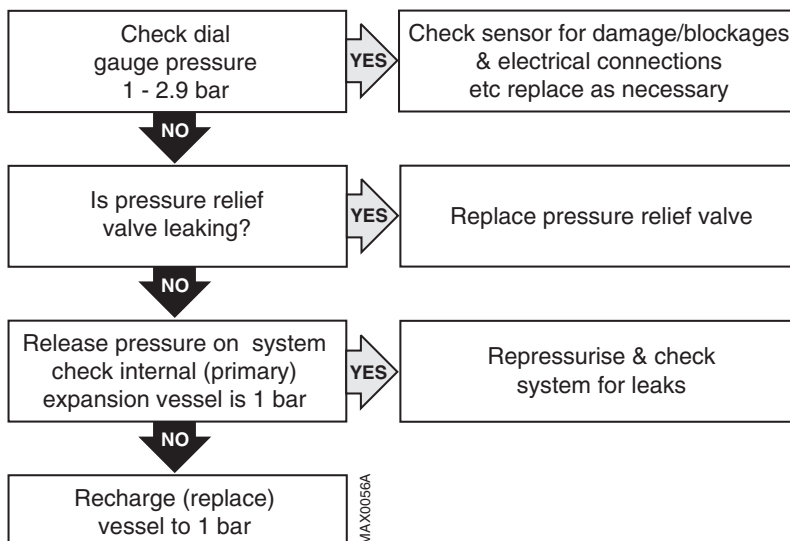 Check dial
gauge pressure
1 - 2.9 bar
YES
Check sensor for damage/blockages
& electrical connections
etc replace as necessary
NO
Is pressure relief
valve leaking?
YES
Replace pressure relief valve
NO
Release pressure on system
check internal (primary)
expansion vessel is 1 bar
YES
Repressurise & check
system for leaks
NO
Recharge (replace)
vessel to 1 bar
MAX0056A